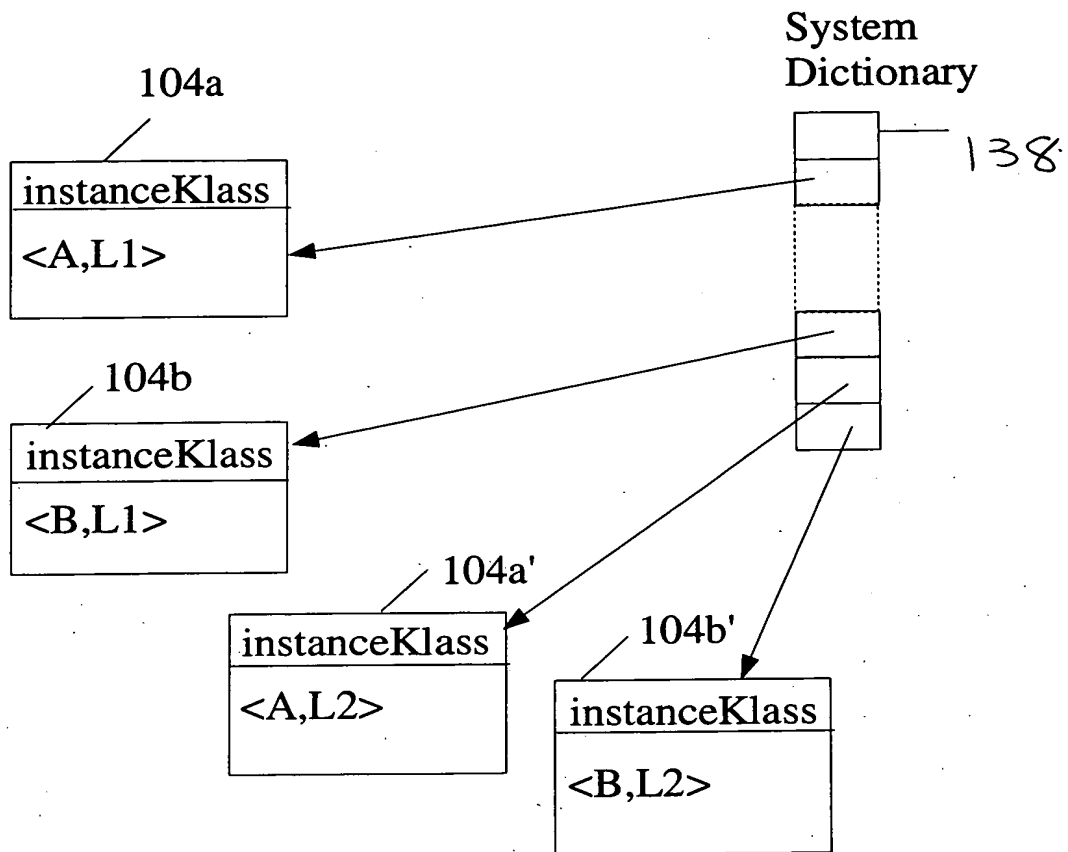 System
Dictionary
104a
138
instanceKlass
<A,L1>
104b
instanceKlass
<B,L1>
104a'
instanceKlass
<A,L2>
104b'
instanceKlass
<B,L2>